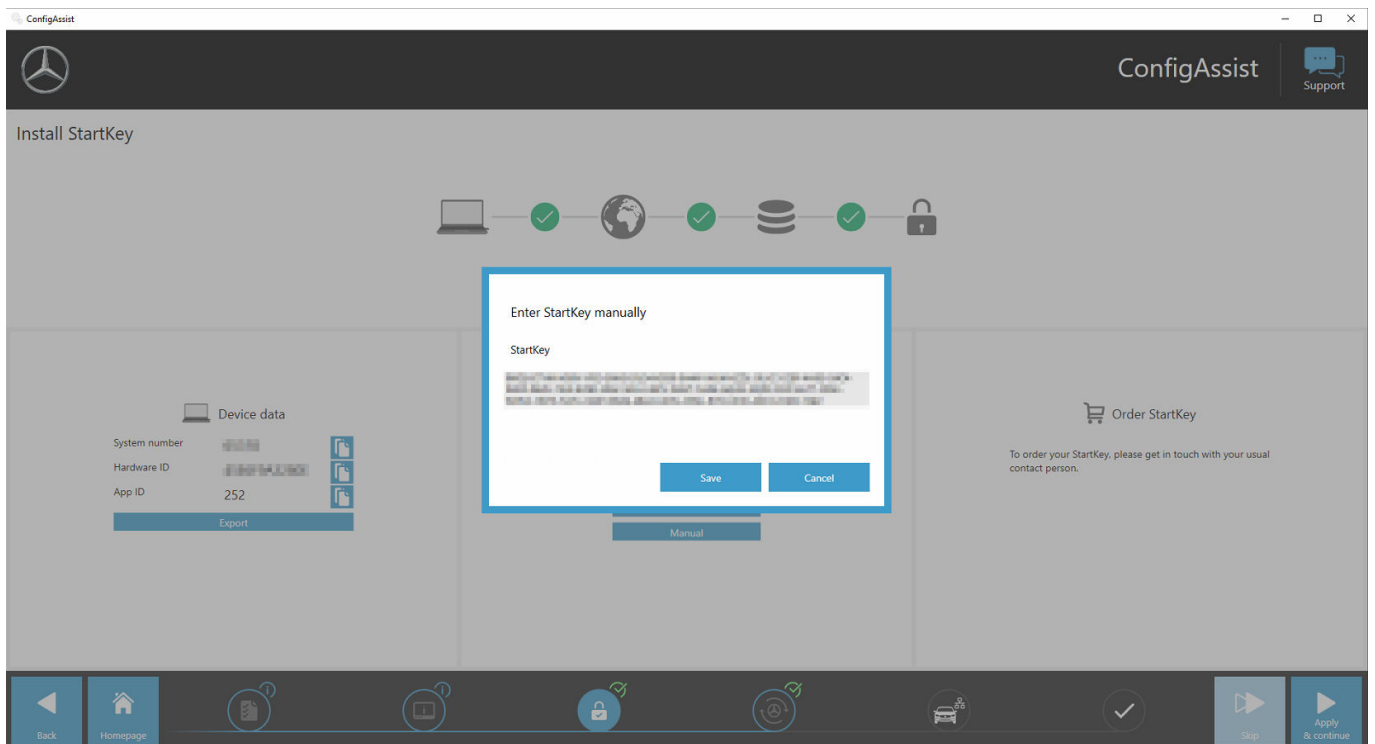 ConfigAssist
ConfigAssist
Support
Install StartKey
Enter StartKey manually
StartKey
Save
Cancel
Device data
System number
Hardware ID
App ID
252
Export
Manual
Order StartKey
To order your StartKey, please get in touch with your usual
contact person.
Back
Homepage
Skip
Apply
& continue